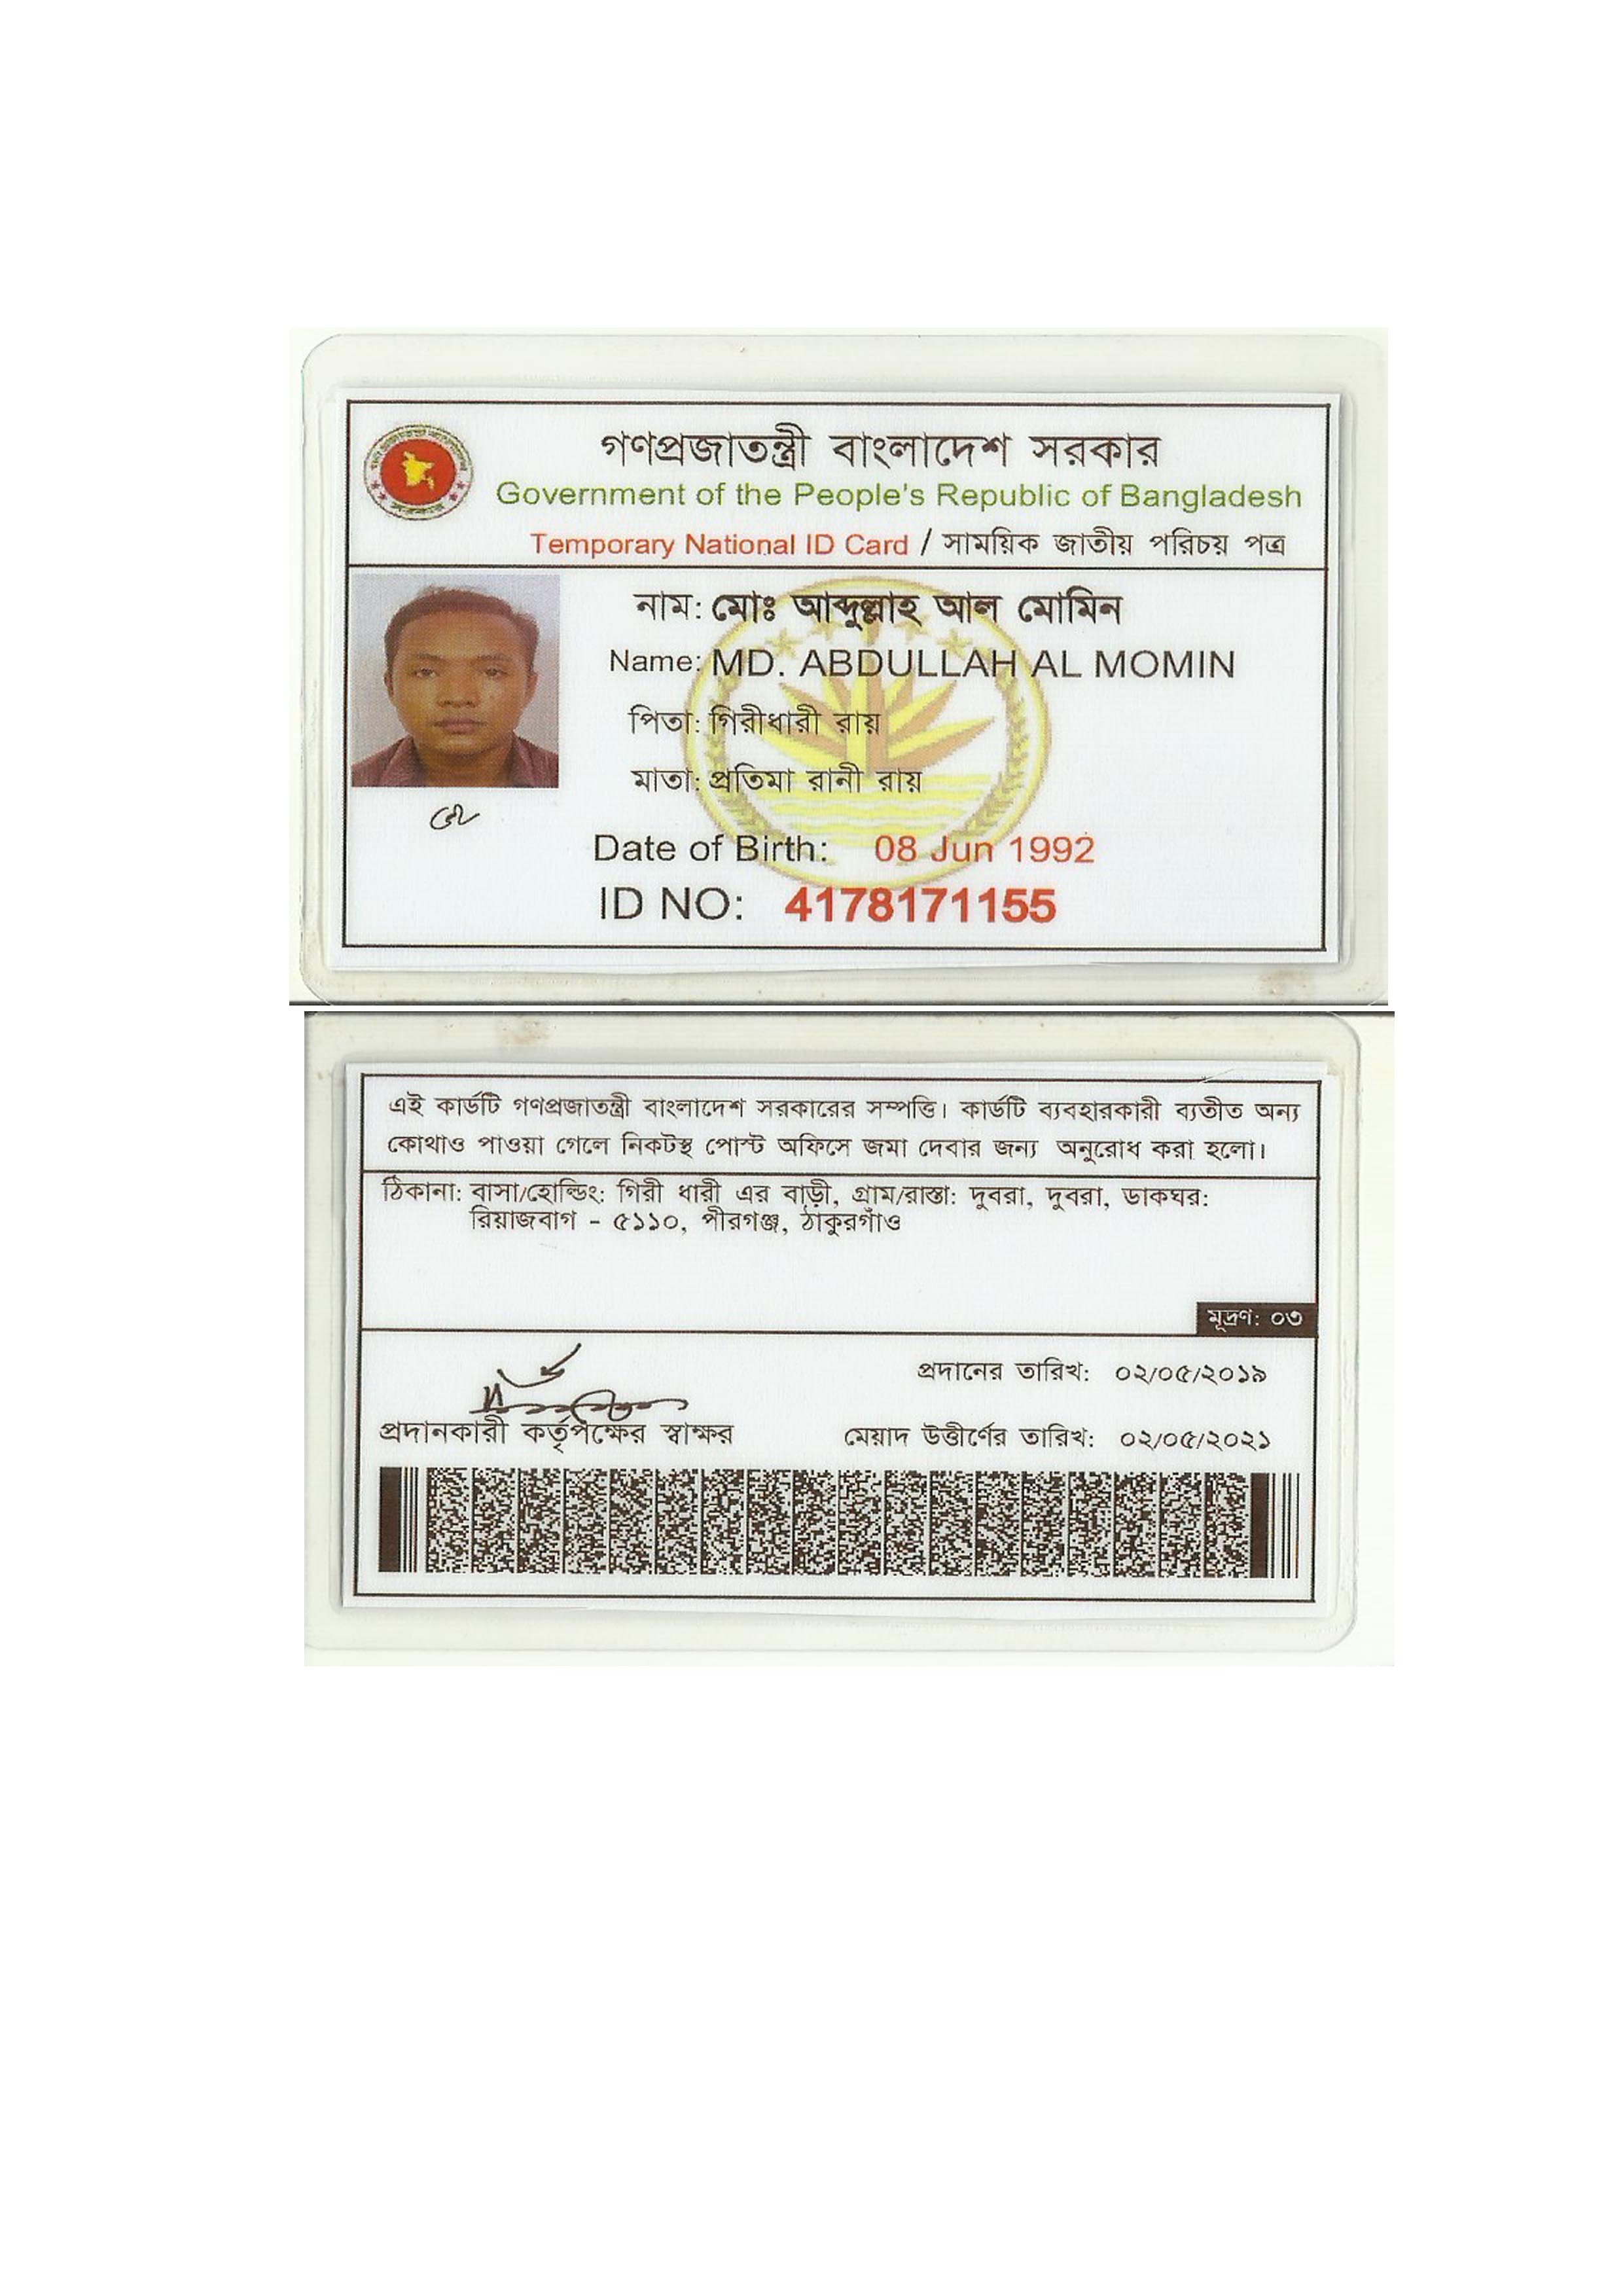 গণপ্রজাতন্ত্রী বাংলাদেশ সরকার
Government of the People's Republic of Bangladesh
Temporary National ID Card / সাময়িক জাতীয় পরিচয় পত্র
নাম: মোঃ আব্দুল্লাহ আল মোমিন
Name: MD. ABDULLAH AL MOMIN
পিতা: গিরীধারী রায়
মাতা: প্রতিমা রানী রায়
Date of Birth: 08 Jun 1992
ID NO: 4178171155
এই কার্ডটি গণপ্রজাতন্ত্রী বাংলাদেশ সরকারের সম্পত্তি। কার্ডটি ব্যবহারকারী ব্যতীত অন্য
কোথাও পাওয়া গেলে নিকটস্থ পোস্ট অফিসে জমা দেবার জন্য অনুরোধ করা হলো।
ঠিকানা: বাসা/হোল্ডিং: গিরী ধারী এর বাড়ী, গ্রাম/রাস্তা: দুবরা, দুবরা, ডাকঘর:
রিয়াজবাগ - ৫১১০, পীরগঞ্জ, ঠাকুরগাঁও
মূদ্রণ: ০৩
প্রদানের তারিখ: ০২/০৫/২০১৯
প্রদানকারী কর্তৃপক্ষের স্বাক্ষর
মেয়াদ উত্তীর্ণের তারিখ: ০২/০৫/২০২১